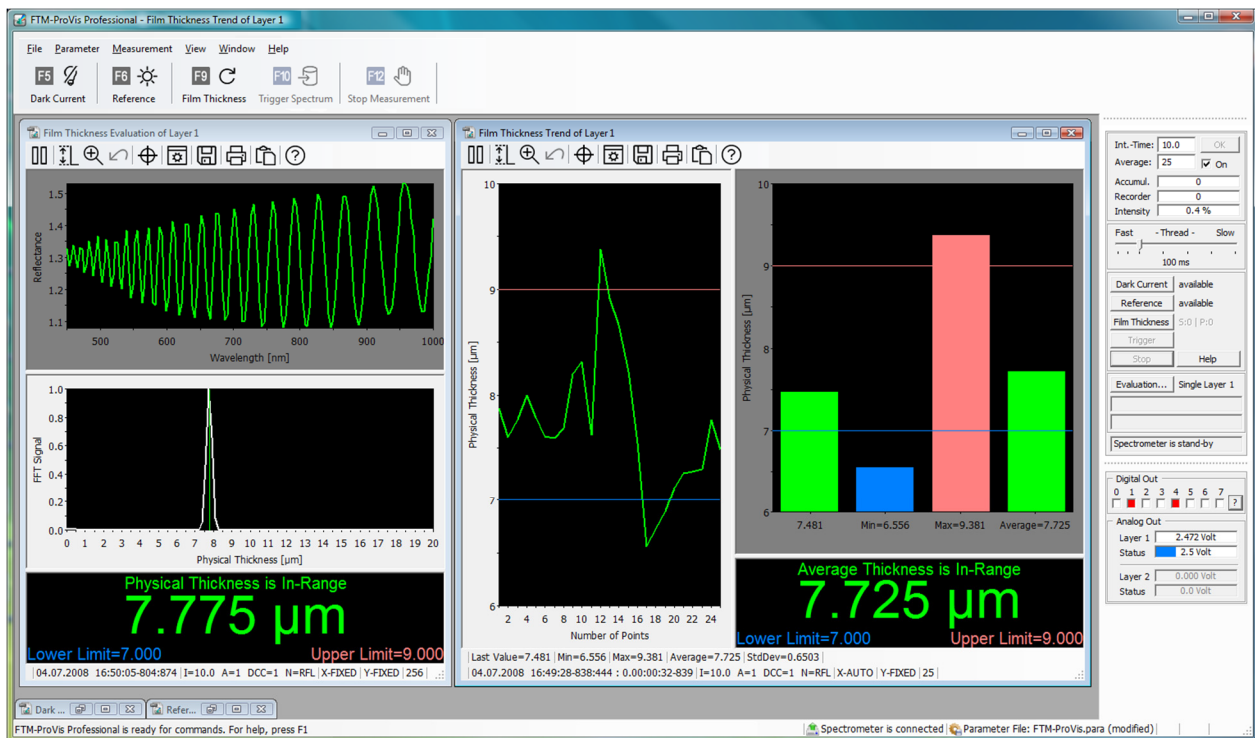 FTM-ProVis Professional - Film Thickness Trend of Layer 1
File Parameter Measurement View Window Help
F5 F6 F9 F10 F12
Dark Current Reference Film Thickness Trigger Spectrum Stop Measurement
Film Thickness Evaluation of Layer 1
1.5
1.4
1.3
1.2
1.1
Reflectance
500 600 700 800 900 1000
Wavelength [nm]
1.0
0.8
0.6
0.4
0.2
0.0
FFT Signal
0 1 2 3 4 5 6 7 8 9 10 11 12 13 14 15 16 17 18 19 20
Physical Thickness [µm]
Physical Thickness is In-Range
7.775 µm
Lower Limit=7.000 Upper Limit=9.000
04.07.2008 16:50:05-804:874 I=10.0 A=1 DCC=1 N=RFL X-FIXED Y-FIXED 256
Film Thickness Trend of Layer 1
10
9
8
7
6
Physical Thickness [µm]
2 4 6 8 10 12 14 16 18 20 22 24
Number of Points
10
9
8
7
6
Physical Thickness [µm]
7.481 Min=6.556 Max=9.381 Average=7.725
Average Thickness is In-Range
7.725 µm
Lower Limit=7.000 Upper Limit=9.000
Last Value=7.481 Min=6.556 Max=9.381 Average=7.725 StdDev=0.6503
04.07.2008 16:49:28-838:444 : 0.00:00:32-839 I=10.0 A=1 DCC=1 N=RFL X-AUTO Y-FIXED 25
Int.-Time: 10.0 OK
Average: 25 On
Accumul. 0
Recorder 0
Intensity 0.4 %
Fast - Thread - Slow
100 ms
Dark Current available
Reference available
Film Thickness S:0 | P:0
Trigger
Stop Help
Evaluation... Single Layer 1
Spectrometer is stand-by
Digital Out
0 1 2 3 4 5 6 7
?
Analog Out
Layer 1 2.472 Volt
Status 2.5 Volt
Layer 2 0.000 Volt
Status 0.0 Volt
Dark ... Refer...
FTM-ProVis Professional is ready for commands. For help, press F1
Spectrometer is connected Parameter File: FTM-ProVis.para (modified)